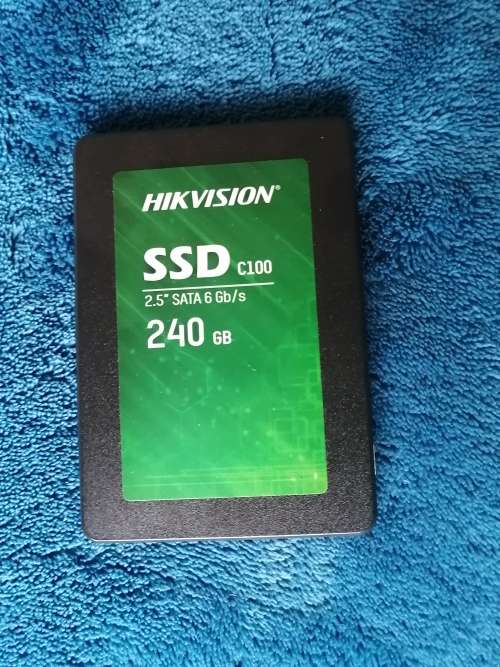 HIKVISION®
SSD C100
2.5" SATA 6 Gb/s
240 GB